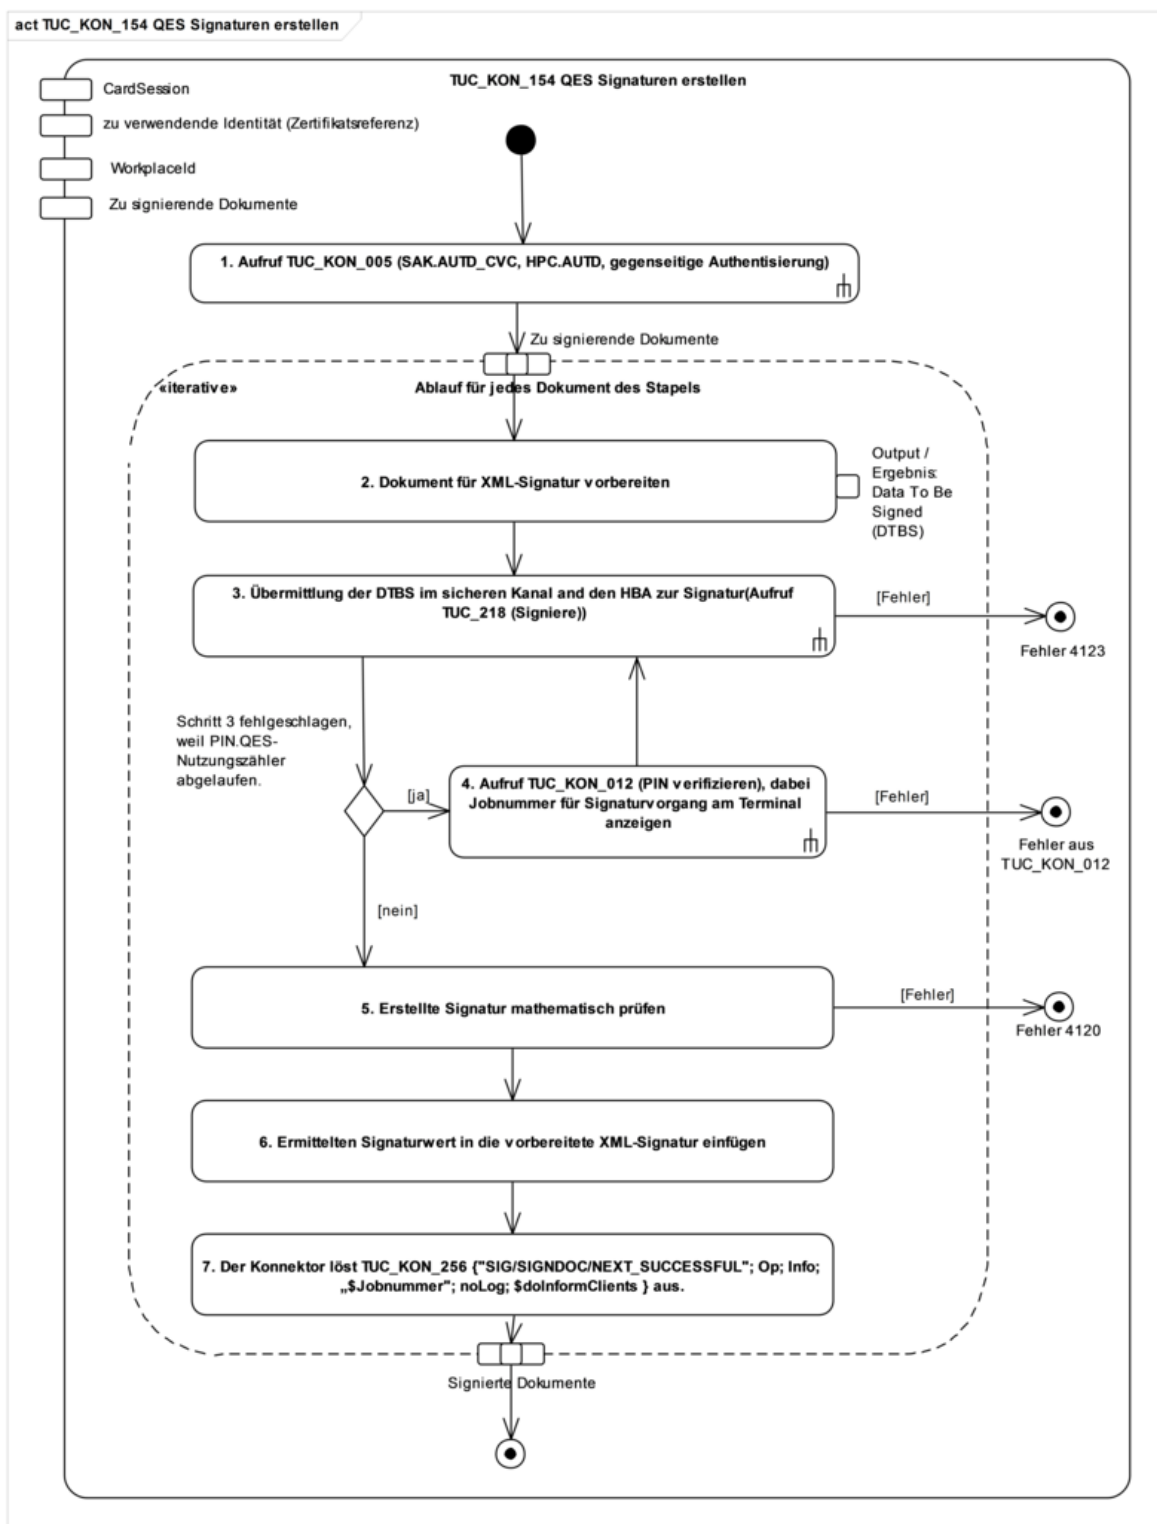 act TUC_KON_154 QES Signaturen erstellen
TUC_KON_154 QES Signaturen erstellen
CardSession
zu verwendende Identität (Zertifikatsreferenz)
WorkplaceId
Zu signierende Dokumente
1. Aufruf TUC_KON_005 (SAK.AUTD_CVC, HPC.AUTD, gegenseitige Authentisierung)
Zu signierende Dokumente
«iterative»
Ablauf für jedes Dokument des Stapels
2. Dokument für XML-Signatur vorbereiten
Output /
Ergebnis:
Data To Be
Signed
(DTBS)
3. Übermittlung der DTBS im sicheren Kanal and den HBA zur Signatur(Aufruf
TUC_218 (Signiere))
[Fehler]
Fehler 4123
Schritt 3 fehlgeschlagen,
weil PIN.QES-
Nutzungszähler
abgelaufen.
[ja]
4. Aufruf TUC_KON_012 (PIN verifizieren), dabei
Jobnummer für Signaturvorgang am Terminal
anzeigen
[Fehler]
Fehler aus
TUC_KON_012
[nein]
5. Erstellte Signatur mathematisch prüfen
[Fehler]
Fehler 4120
6. Ermittelten Signaturwert in die vorbereitete XML-Signatur einfügen
7. Der Konnektor löst TUC_KON_256 {"SIG/SIGNDOC/NEXT_SUCCESSFUL"; Op; Info;
„$Jobnummer"; noLog; $doInformClients } aus.
Signierte Dokumente